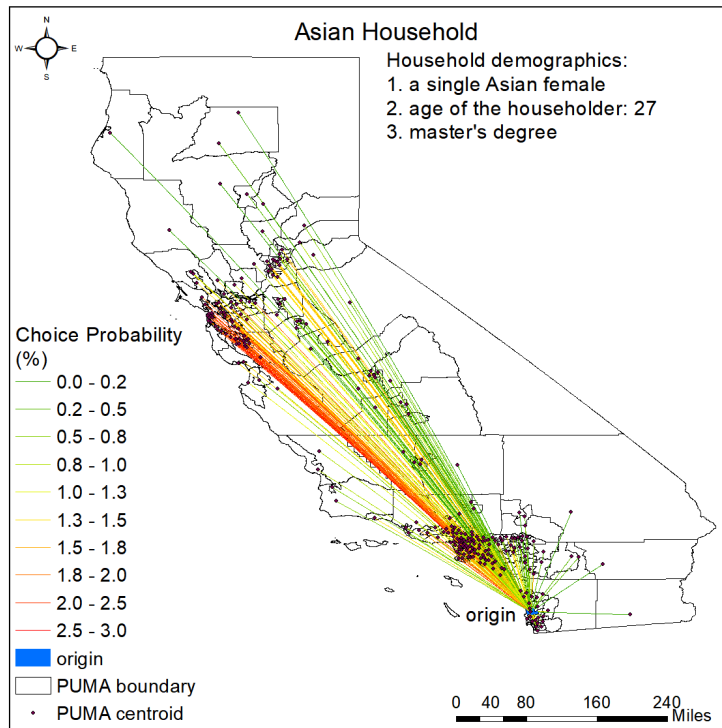 N
W E
S
Asian Household
Household demographics:
1. a single Asian female
2. age of the householder: 27
3. master's degree
Choice Probability
(%)
0.0 - 0.2
0.2 - 0.5
0.5 - 0.8
0.8 - 1.0
1.0 - 1.3
1.3 - 1.5
1.5 - 1.8
1.8 - 2.0
2.0 - 2.5
2.5 - 3.0
origin
PUMA boundary
PUMA centroid
origin
0 40 80 160 240
Miles